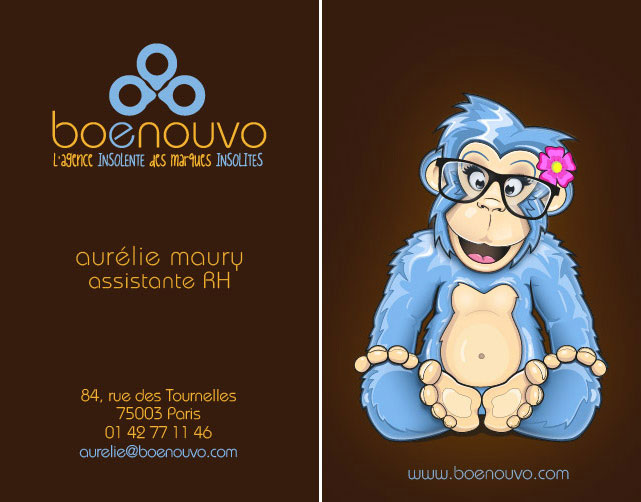 boenouvo
L'agence INSOLENTE des marques INSOLITES
aurélie maury
assistante RH
84, rue des Tournelles
75003 Paris
01 42 77 11 46
aurelie@boenouvo.com
www.boenouvo.com